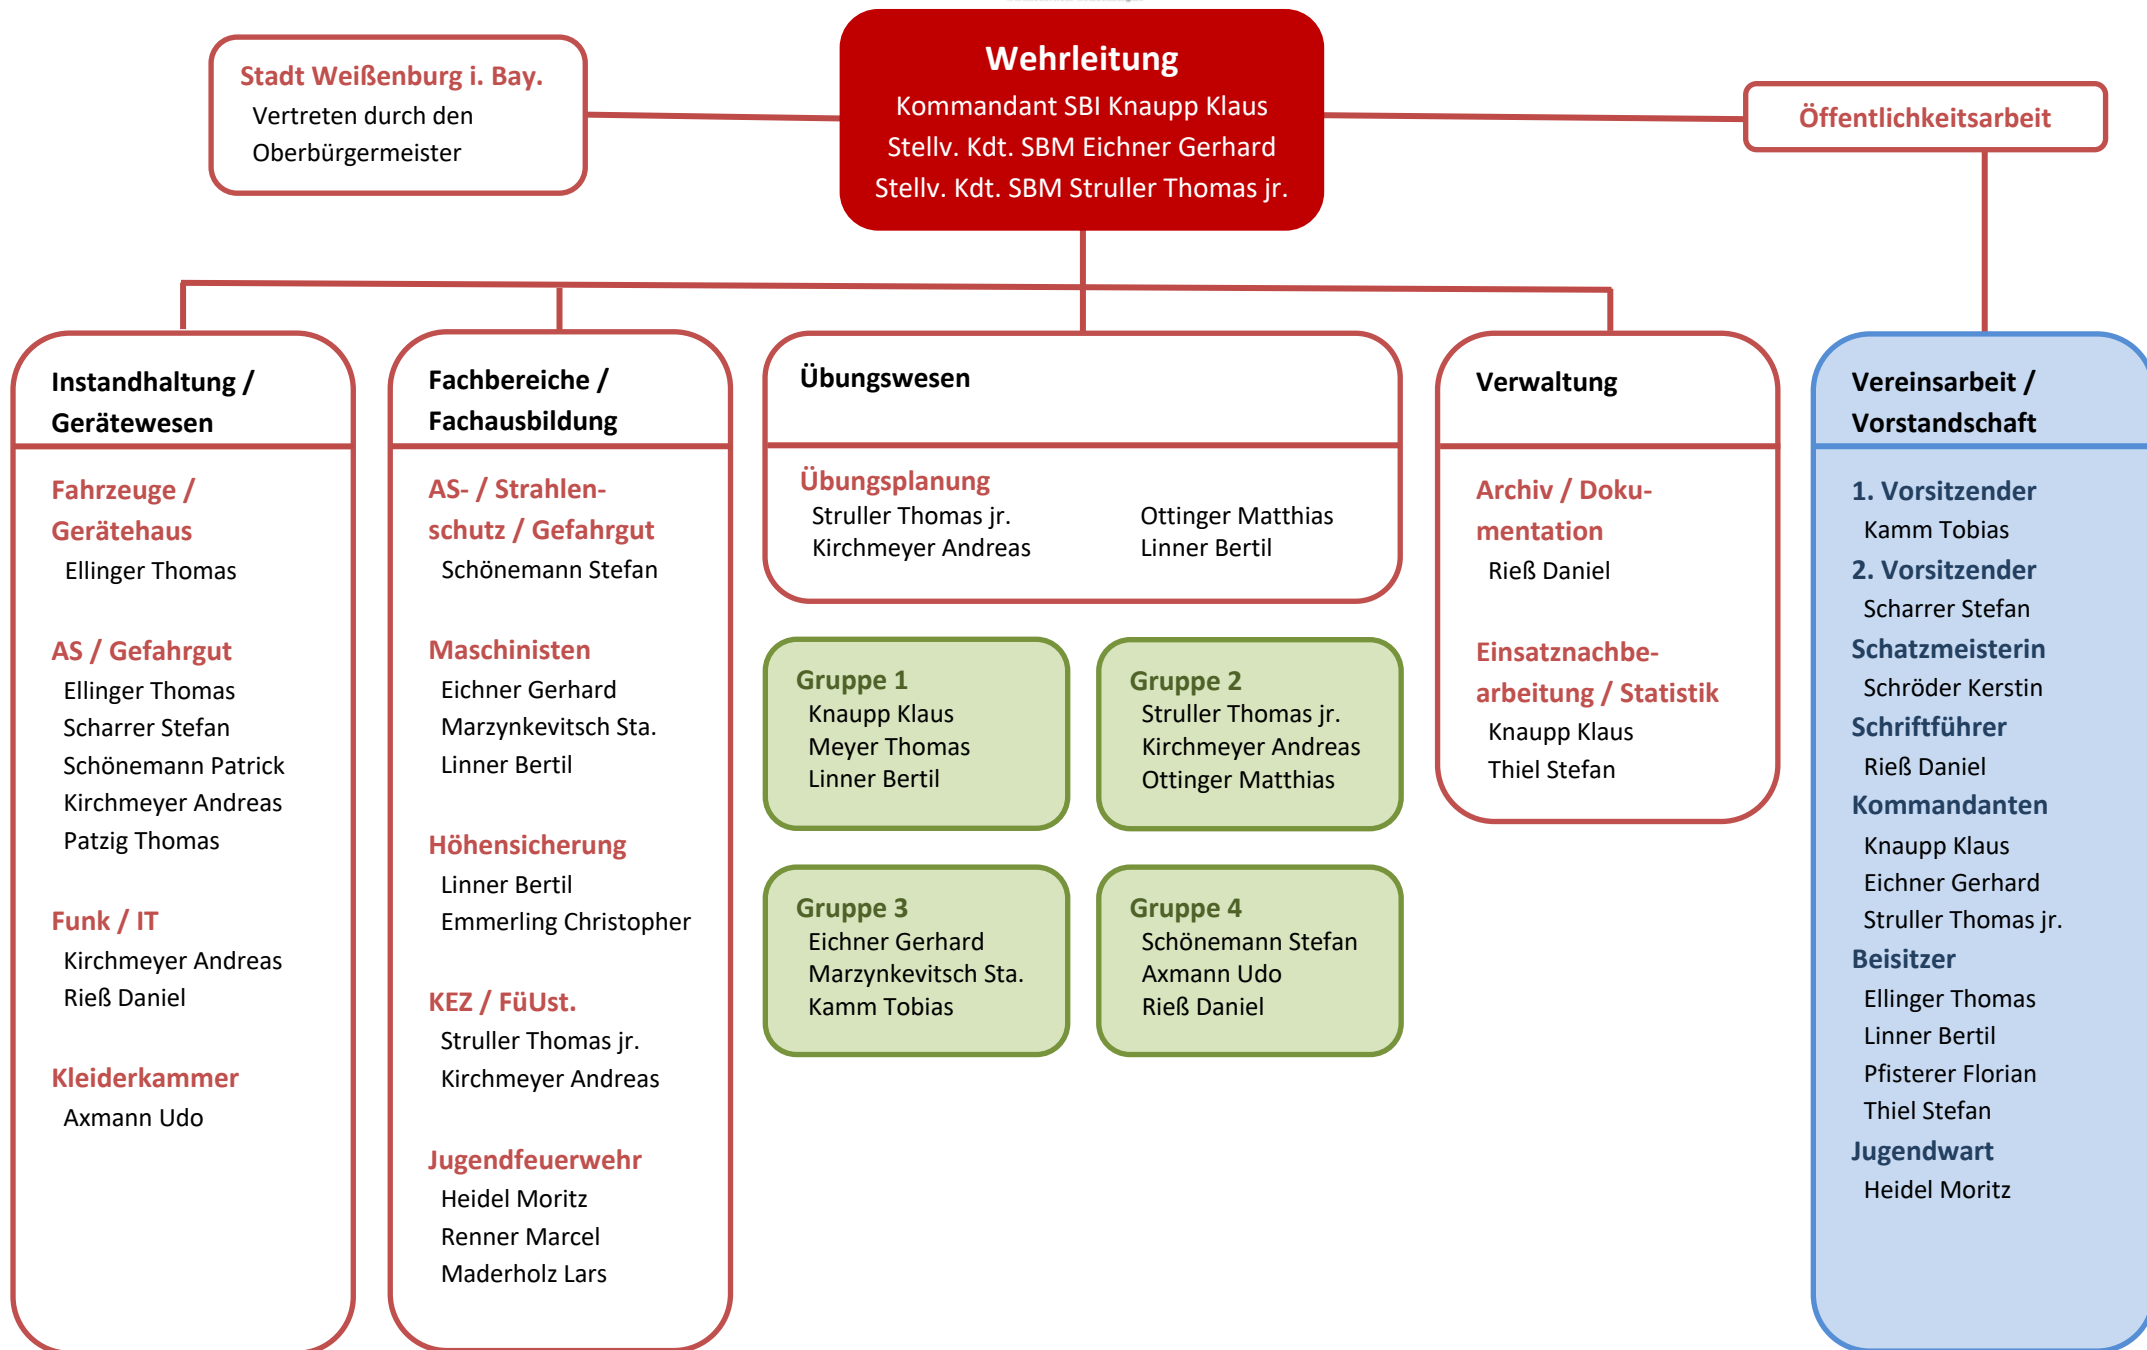 Wehrleitung
Kommandant SBI Knaupp Klaus
Stellv. Kdt. SBM Eichner Gerhard
Stellv. Kdt. SBM Struller Thomas jr.
Stadt Weißenburg i. Bay.
Vertreten durch den
Oberbürgermeister
Öffentlichkeitsarbeit
Instandhaltung /
Gerätewesen
Fahrzeuge /
Gerätehaus
Ellinger Thomas
AS / Gefahrgut
Ellinger Thomas
Scharrer Stefan
Schönemann Patrick
Kirchmeyer Andreas
Patzig Thomas
Funk / IT
Kirchmeyer Andreas
Rieß Daniel
Kleiderkammer
Axmann Udo
Fachbereiche /
Fachausbildung
AS- / Strahlen-
schutz / Gefahrgut
Schönemann Stefan
Maschinisten
Eichner Gerhard
Marzynkevitsch Sta.
Linner Bertil
Höhensicherung
Linner Bertil
Emmerling Christopher
KEZ / FüUst.
Struller Thomas jr.
Kirchmeyer Andreas
Jugendfeuerwehr
Heidel Moritz
Renner Marcel
Maderholz Lars
Übungswesen
Übungsplanung
Struller Thomas jr.
Kirchmeyer Andreas
Ottinger Matthias
Linner Bertil
Gruppe 1
Knaupp Klaus
Meyer Thomas
Linner Bertil
Gruppe 2
Struller Thomas jr.
Kirchmeyer Andreas
Ottinger Matthias
Gruppe 3
Eichner Gerhard
Marzynkevitsch Sta.
Kamm Tobias
Gruppe 4
Schönemann Stefan
Axmann Udo
Rieß Daniel
Verwaltung
Archiv / Doku-
mentation
Rieß Daniel
Einsatznachbe-
arbeitung / Statistik
Knaupp Klaus
Thiel Stefan
Vereinsarbeit /
Vorstandschaft
1. Vorsitzender
Kamm Tobias
2. Vorsitzender
Scharrer Stefan
Schatzmeisterin
Schröder Kerstin
Schriftführer
Rieß Daniel
Kommandanten
Knaupp Klaus
Eichner Gerhard
Struller Thomas jr.
Beisitzer
Ellinger Thomas
Linner Bertil
Pfisterer Florian
Thiel Stefan
Jugendwart
Heidel Moritz